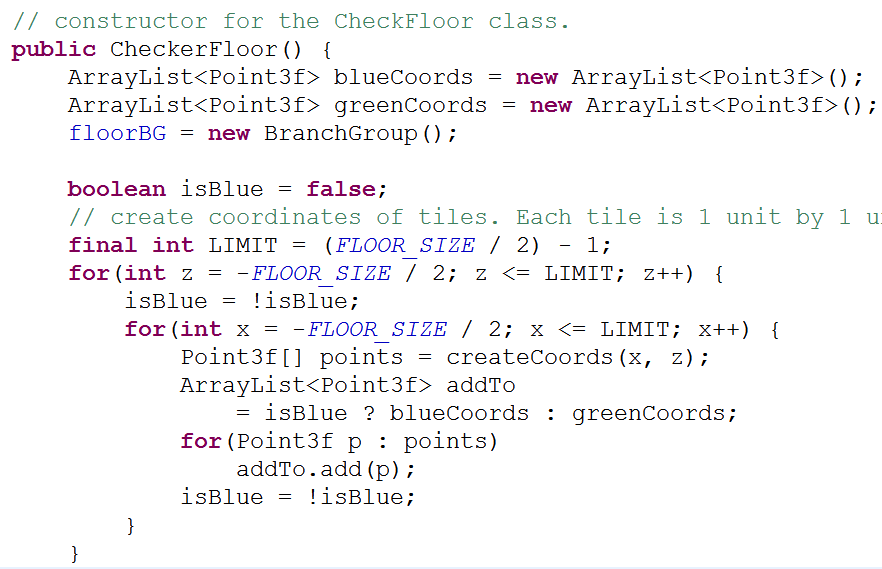 // constructor for the CheckFloor class.
public CheckerFloor() {
    ArrayList<Point3f> blueCoords = new ArrayList<Point3f>();
    ArrayList<Point3f> greenCoords = new ArrayList<Point3f>();
    floorBG = new BranchGroup();

    boolean isBlue = false;
    // create coordinates of tiles. Each tile is 1 unit by 1 u
    final int LIMIT = (FLOOR_SIZE / 2) - 1;
    for(int z = -FLOOR_SIZE / 2; z <= LIMIT; z++) {
        isBlue = !isBlue;
        for(int x = -FLOOR_SIZE / 2; x <= LIMIT; x++) {
            Point3f[] points = createCoords(x, z);
            ArrayList<Point3f> addTo
                = isBlue ? blueCoords : greenCoords;
            for(Point3f p : points)
                addTo.add(p);
            isBlue = !isBlue;
        }
    }